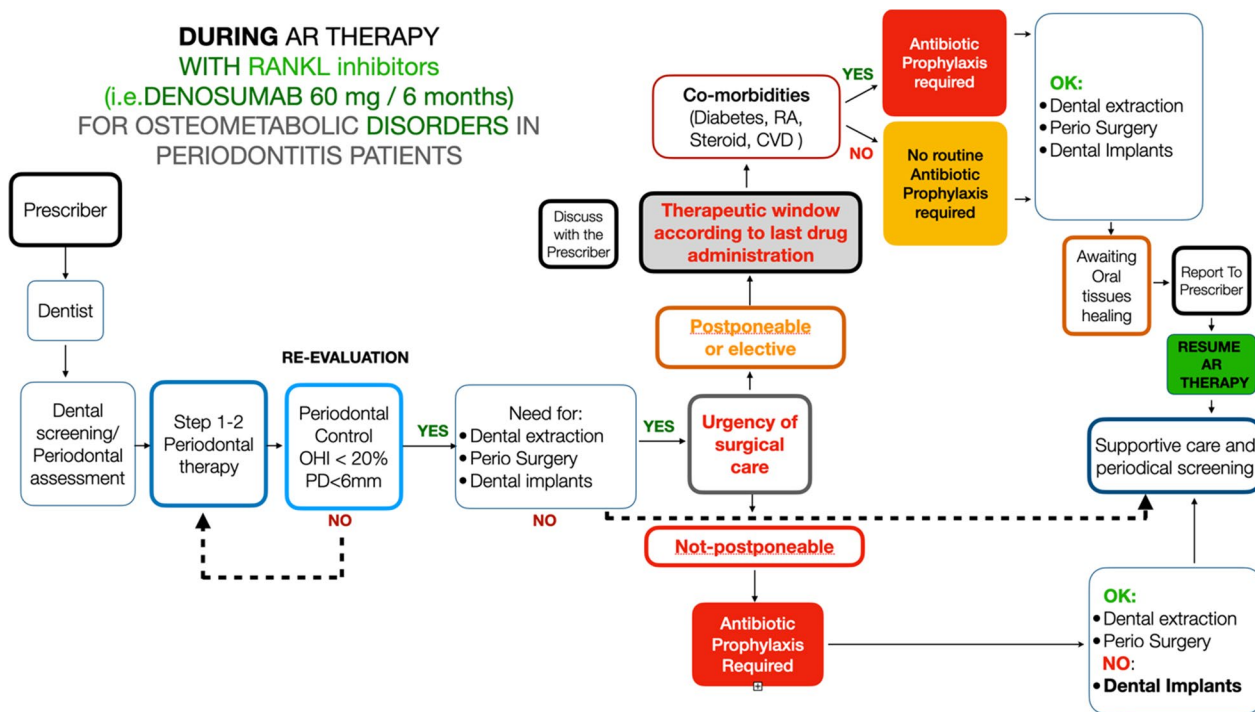 DURING AR THERAPY
WITH RANKL inhibitors
(i.e.DENOSUMAB 60 mg / 6 months)
FOR OSTEOMETABOLIC DISORDERS IN
PERIODONTITIS PATIENTS
Prescriber
Dentist
Dental
screening/
Periodontal
assessment
Step 1-2
Periodontal
therapy
RE-EVALUATION
Periodontal
Control
OHI < 20%
PD<6mm
YES
NO
Need for:
• Dental extraction
• Perio Surgery
• Dental implants
YES
NO
Urgency of
surgical
care
Postponeable
or elective
Discuss
with the
Prescriber
Therapeutic window
according to last drug
administration
Co-morbidities
(Diabetes, RA,
Steroid, CVD )
YES
NO
Antibiotic
Prophylaxis
required
No routine
Antibiotic
Prophylaxis
required
OK:
• Dental extraction
• Perio Surgery
• Dental Implants
Awaiting
Oral
tissues
healing
Report To
Prescriber
RESUME
AR
THERAPY
Supportive care and
periodical screening
Not-postponeable
Antibiotic
Prophylaxis
Required
OK:
• Dental extraction
• Perio Surgery
NO:
• Dental Implants